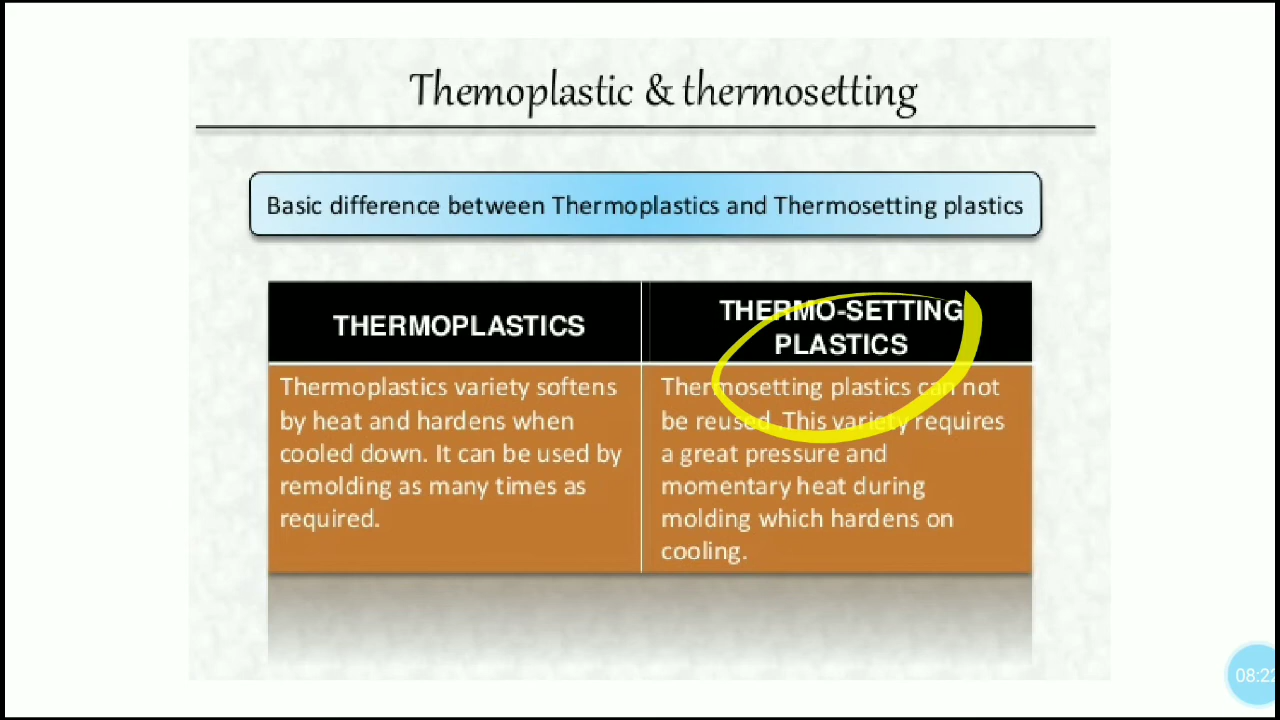 Themoplastic & thermosetting
Basic difference between Thermoplastics and Thermosetting plastics
THERMOPLASTICS
THERMO-SETTING
PLASTICS
Thermoplastics variety softens
by heat and hardens when
cooled down. It can be used by
remolding as many times as
required.
Thermosetting plastics can not
be reused .This variety requires
a great pressure and
momentary heat during
molding which hardens on
cooling.
08:22